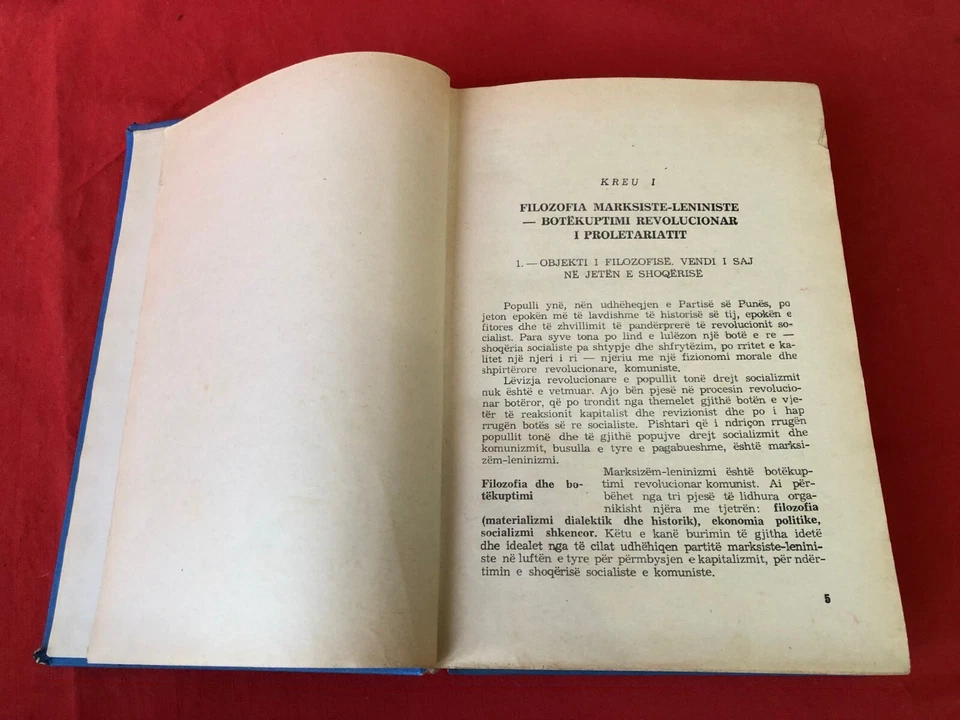 KREU I
FILOZOFIA MARKSISTE-LENINISTE
— BOTËKUPTIMI REVOLUCIONAR
I PROLETARIATIT
1. — OBJEKTI I FILOZOFISË. VENDI I SAJ
NË JETËN E SHOQËRISË
Populli ynë, nën udhëheqjen e Partisë së Punës, po
jeton epokën më të lavdishme të historisë së tij, epokën e
fitores dhe të zhvillimit të pandërprerë të revolucionit so-
cialist. Para syve tona po lind e lulëzon një botë e re —
shoqëria socialiste pa shtypje dhe shfrytëzim, po rritet e ka-
litet një njeri i ri — njeriu me një fizionomi morale dhe
shpirtërore revolucionare, komuniste.
Lëvizja revolucionare e popullit tonë drejt socializmit
nuk është e vetmuar. Ajo bën pjesë në procesin revolucio-
nar botëror, që po trondit nga themelet gjithë botën e vje-
tër të reaksionit kapitalist dhe revizionist dhe po i hap
rrugën botës së re socialiste. Pishtari që i ndriçon rrugën
popullit tonë dhe të gjithë popujve drejt socializmit dhe
komunizmit, busulla e tyre e pagabueshme, është marksi-
zëm-leninizmi.
Filozofia dhe bo-
tëkuptimi
Marksizëm-leninizmi është botëkup-
timi revolucionar komunist. Ai për-
bëhet nga tri pjesë të lidhura orga-
nikisht njëra me tjetrën: filozofia
(materializmi dialektik dhe historik), ekonomia politike,
socializmi shkencor. Këtu e kanë burimin të gjitha idetë
dhe idealet nga të cilat udhëhiqen partitë marksiste-lenini-
ste në luftën e tyre për përmbysjen e kapitalizmit, për ndër-
timin e shoqërisë socialiste e komuniste.
5